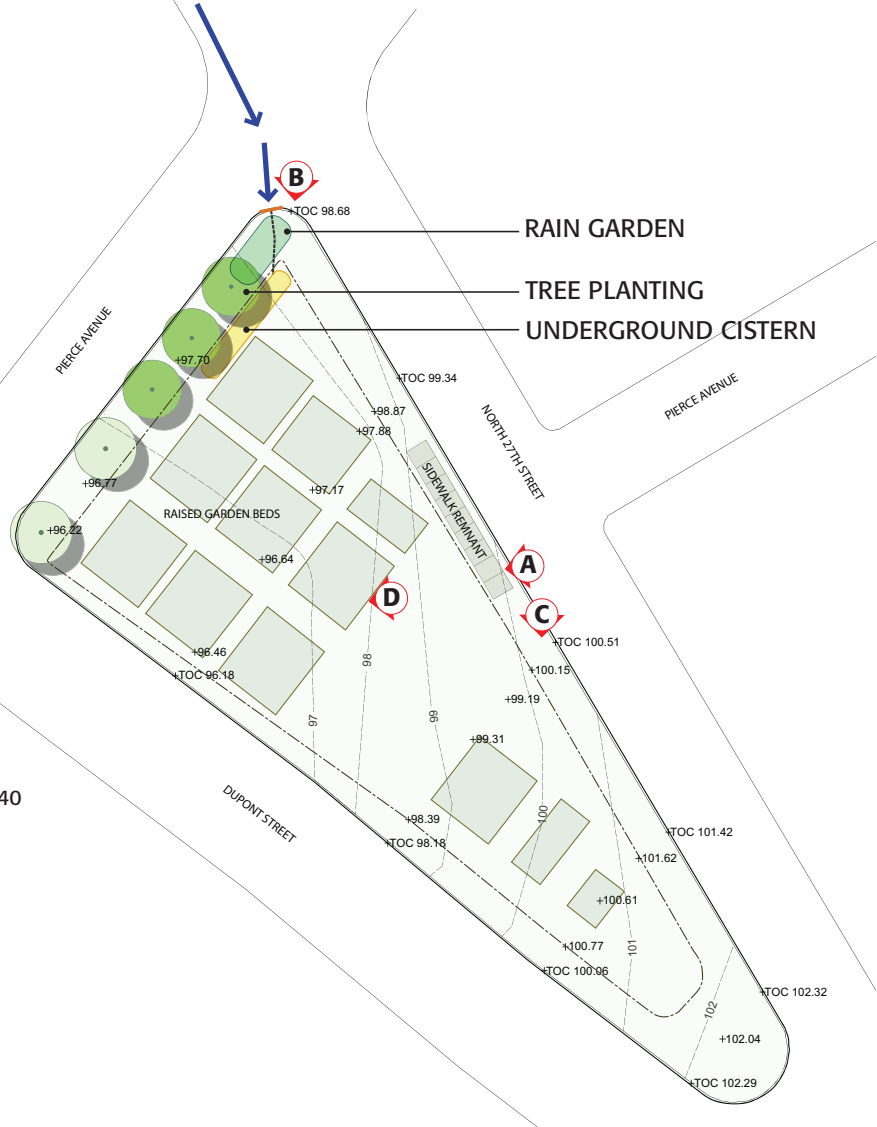 B
+TOC 98.68
RAIN GARDEN
TREE PLANTING
UNDERGROUND CISTERN
PIERCE AVENUE
+97.70
+TOC 99.34
PIERCE AVENUE
+98.87
NORTH 27TH STREET
+97.88
+96.77
+97.17
SIDEWALK REMNANT
RAISED GARDEN BEDS
+96.22
+96.64
A
D
C
+TOC 100.51
+96.46
98
+100.15
+TOC 96.18
+99.19
97
99
+99.31
40
DUPONT STREET
100
+98.39
+TOC 101.42
+TOC 98.18
+101.62
+100.61
+100.77
101
+TOC 100.06
+TOC 102.32
102
+102.04
+TOC 102.29